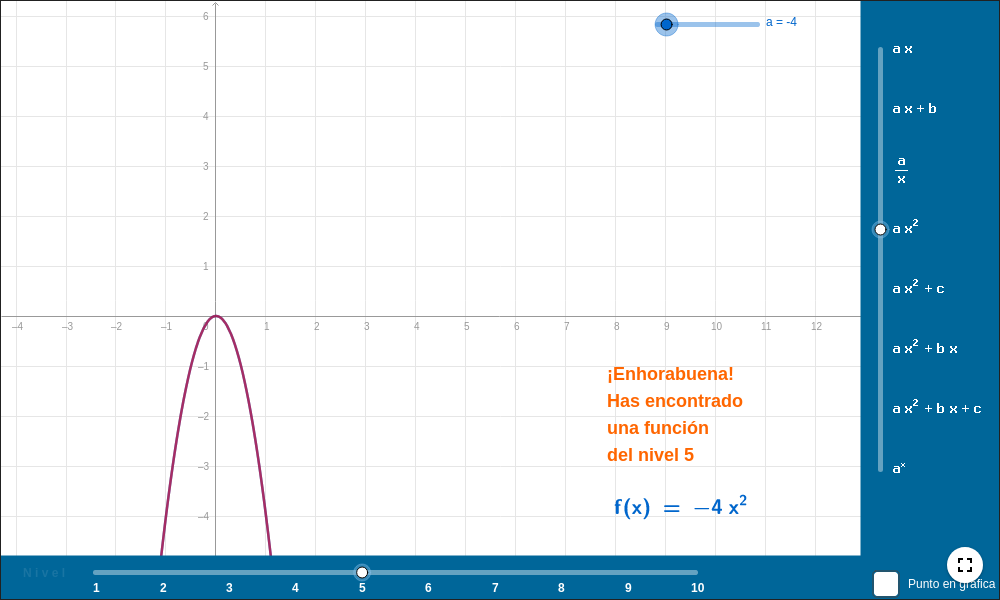 6
5
4
3
2
1
–1
–2
–3
–4
–4 –3 –2 –1 0 1 2 3 4 5 6 7 8 9 10 11 12
a = -4
a x
a x + b
a
x
a x²
a x² + c
a x² + b x
a x² + b x + c
aˣ
¡Enhorabuena!
Has encontrado
una función
del nivel 5
f(x) = −4 x²
Nivel
1 2 3 4 5 6 7 8 9 10
Punto en gráfica